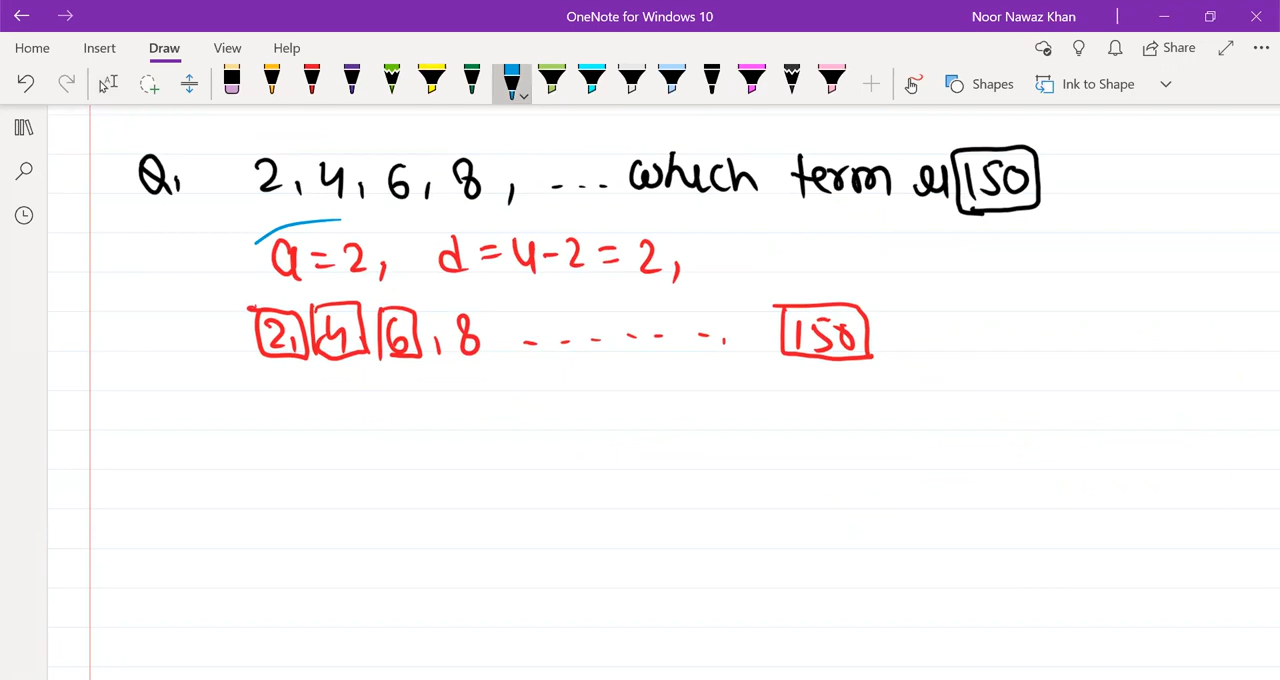 OneNote for Windows 10
Noor Nawaz Khan
Home Insert Draw View Help Share
Shapes Ink to Shape
Q. 2, 4, 6, 8, ... which term 150
a = 2, d = 4 - 2 = 2,
2, 4, 6, 8 ....... 150